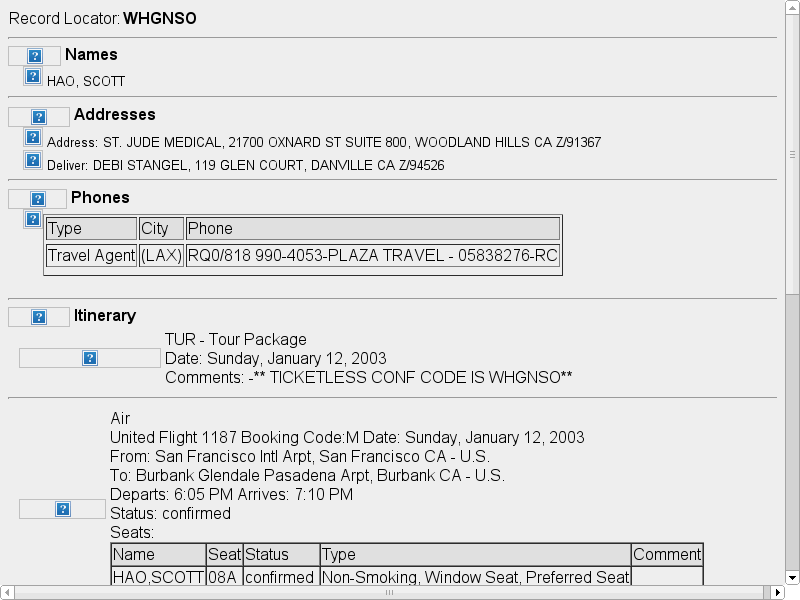 Record Locator: WHGNSO
Names
HAO, SCOTT
Addresses
Address: ST. JUDE MEDICAL, 21700 OXNARD ST SUITE 800, WOODLAND HILLS CA Z/91367
Deliver: DEBI STANGEL, 119 GLEN COURT, DANVILLE CA Z/94526
Phones
Type City Phone
Travel Agent (LAX) RQ0/818 990-4053-PLAZA TRAVEL - 05838276-RC
Itinerary
TUR - Tour Package
Date: Sunday, January 12, 2003
Comments: -** TICKETLESS CONF CODE IS WHGNSO**
Air
United Flight 1187 Booking Code:M Date: Sunday, January 12, 2003
From: San Francisco Intl Arpt, San Francisco CA - U.S.
To: Burbank Glendale Pasadena Arpt, Burbank CA - U.S.
Departs: 6:05 PM Arrives: 7:10 PM
Status: confirmed
Seats:
Name Seat Status Type Comment
HAO,SCOTT 08A confirmed Non-Smoking, Window Seat, Preferred Seat